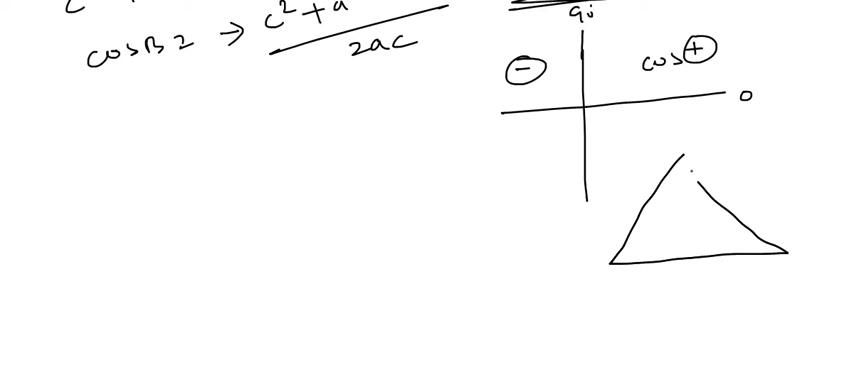 c² + a
cosB = → 2ac
90
⊖ cos ⊕
0